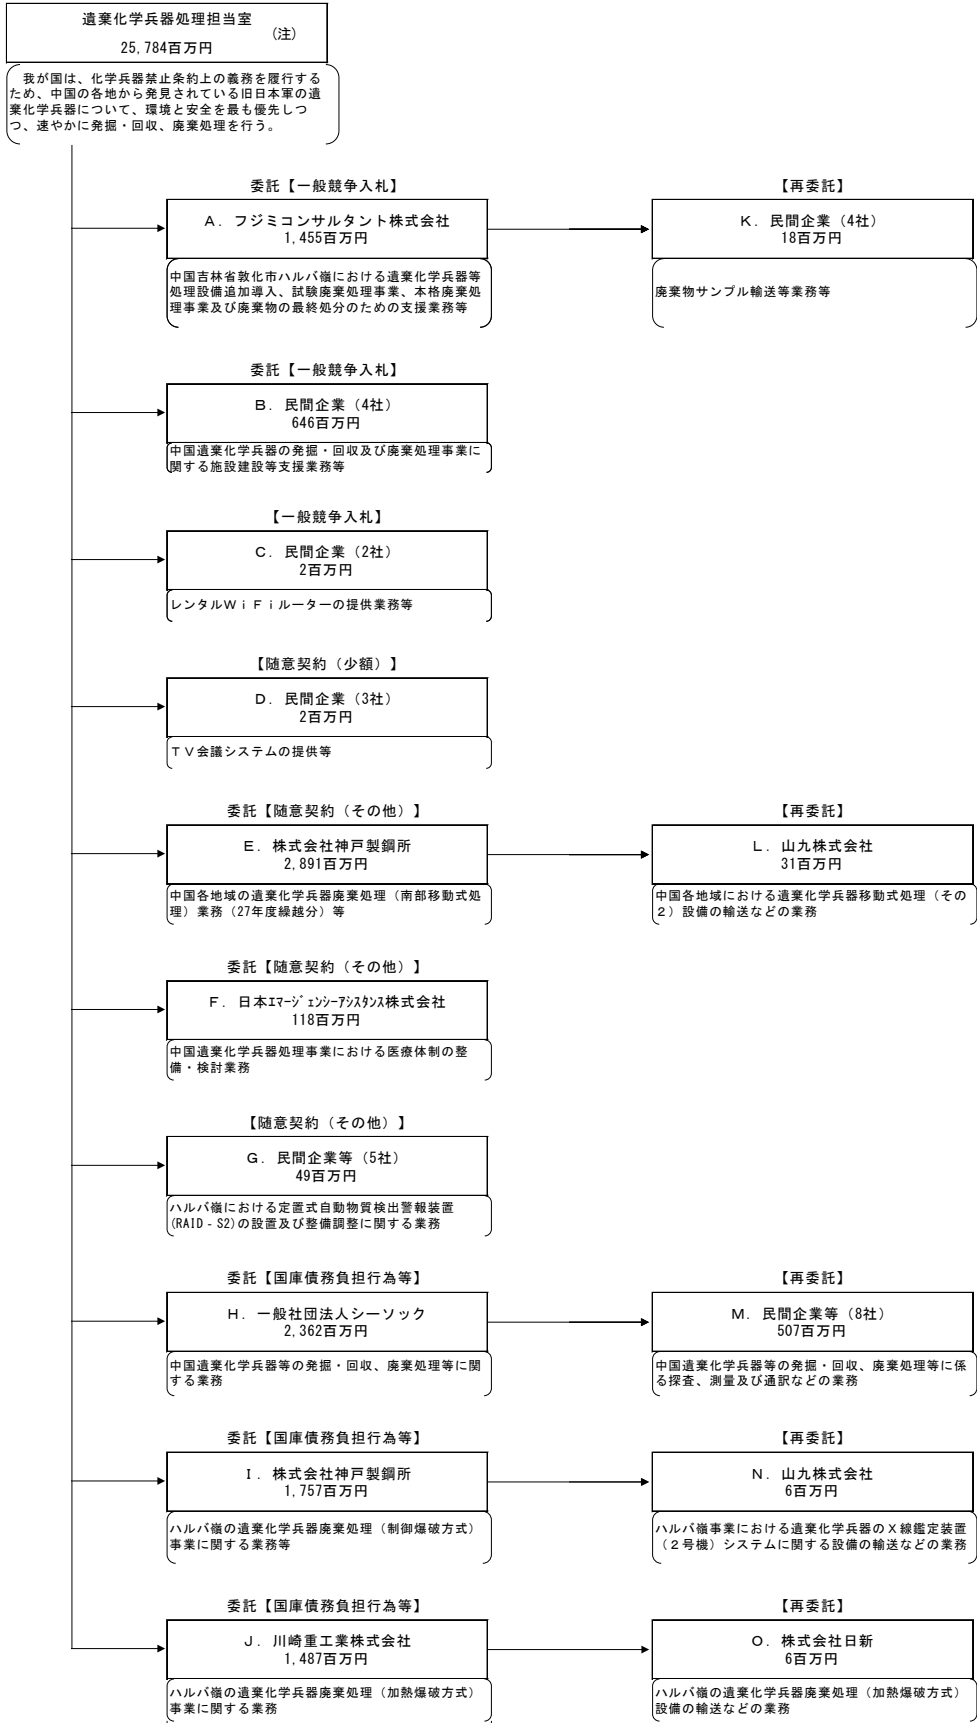 遺棄化学兵器処理担当室
(注)
25,784百万円
我が国は、化学兵器禁止条約上の義務を履行する
ため、中国の各地から発見されている旧日本軍の遺
棄化学兵器について、環境と安全を最も優先しつ
つ、速やかに発掘・回収、廃棄処理を行う。
委託【一般競争入札】
【再委託】
A．フジミコンサルタント株式会社
1,455百万円
K．民間企業（4社）
18百万円
中国吉林省敦化市ハルバ嶺における遺棄化学兵器等
処理設備追加導入、試験廃棄処理事業、本格廃棄処
理事業及び廃棄物の最終処分のための支援業務等
廃棄物サンプル輸送等業務等
委託【一般競争入札】
B．民間企業（4社）
646百万円
中国遺棄化学兵器の発掘・回収及び廃棄処理事業に
関する施設建設等支援業務等
【一般競争入札】
C．民間企業（2社）
2百万円
レンタルＷｉＦｉルーターの提供業務等
【随意契約（少額）】
D．民間企業（3社）
2百万円
ＴＶ会議システムの提供等
委託【随意契約（その他）】
【再委託】
E．株式会社神戸製鋼所
2,891百万円
L．山九株式会社
31百万円
中国各地域の遺棄化学兵器廃棄処理（南部移動式処
理）業務（27年度繰越分）等
中国各地域における遺棄化学兵器移動式処理（その
２）設備の輸送などの業務
委託【随意契約（その他）】
F．日本ｴﾏｰｼﾞｪﾝｼｰｱｼｽﾀﾝｽ株式会社
118百万円
中国遺棄化学兵器処理事業における医療体制の整
備・検討業務
【随意契約（その他）】
G．民間企業等（5社）
49百万円
ハルバ嶺における定置式自動物質検出警報装置
(RAID‐S2)の設置及び整備調整に関する業務
委託【国庫債務負担行為等】
【再委託】
H．一般社団法人シーソック
2,362百万円
M．民間企業等（8社）
507百万円
中国遺棄化学兵器等の発掘・回収、廃棄処理等に関
する業務
中国遺棄化学兵器等の発掘・回収、廃棄処理等に係
る探査、測量及び通訳などの業務
委託【国庫債務負担行為等】
【再委託】
I．株式会社神戸製鋼所
1,757百万円
N．山九株式会社
6百万円
ハルバ嶺の遺棄化学兵器廃棄処理（制御爆破方式）
事業に関する業務等
ハルバ嶺事業における遺棄化学兵器のＸ線鑑定装置
（２号機）システムに関する設備の輸送などの業務
委託【国庫債務負担行為等】
【再委託】
J．川崎重工業株式会社
1,487百万円
O．株式会社日新
6百万円
ハルバ嶺の遺棄化学兵器廃棄処理（加熱爆破方式）
事業に関する業務
ハルバ嶺の遺棄化学兵器廃棄処理（加熱爆破方式）
設備の輸送などの業務